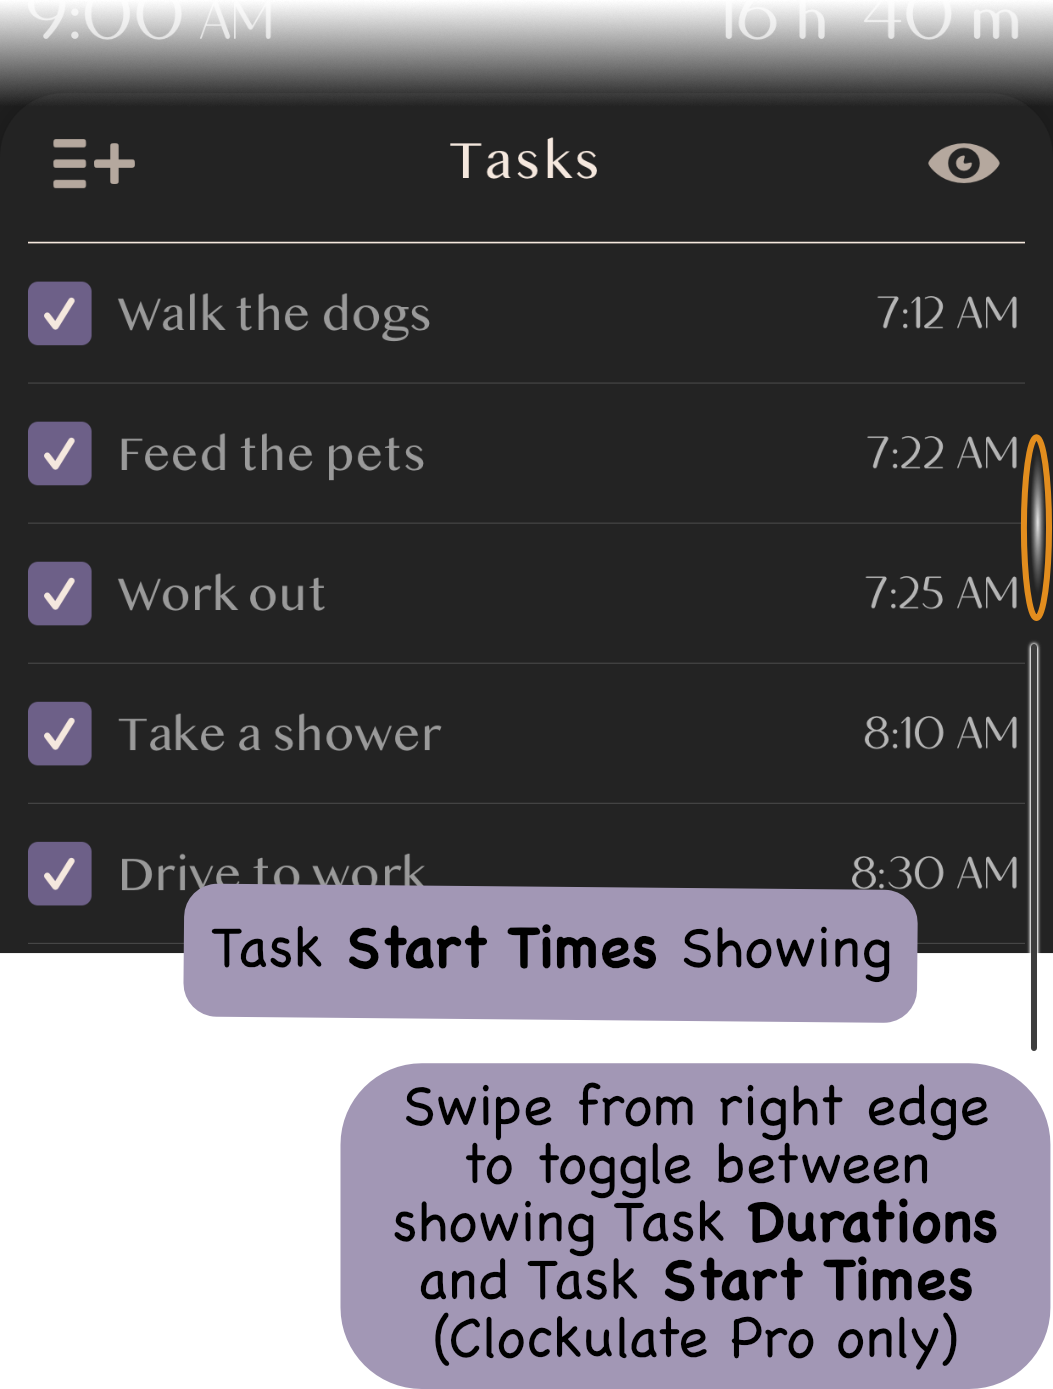 9:00 AM 16 h 40 m
Tasks
Walk the dogs 7:12 AM
Feed the pets 7:22 AM
Work out 7:25 AM
Take a shower 8:10 AM
Drive to work 8:30 AM
Task Start Times Showing
Swipe from right edge
to toggle between
showing Task Durations
and Task Start Times
(Clockulate Pro only)